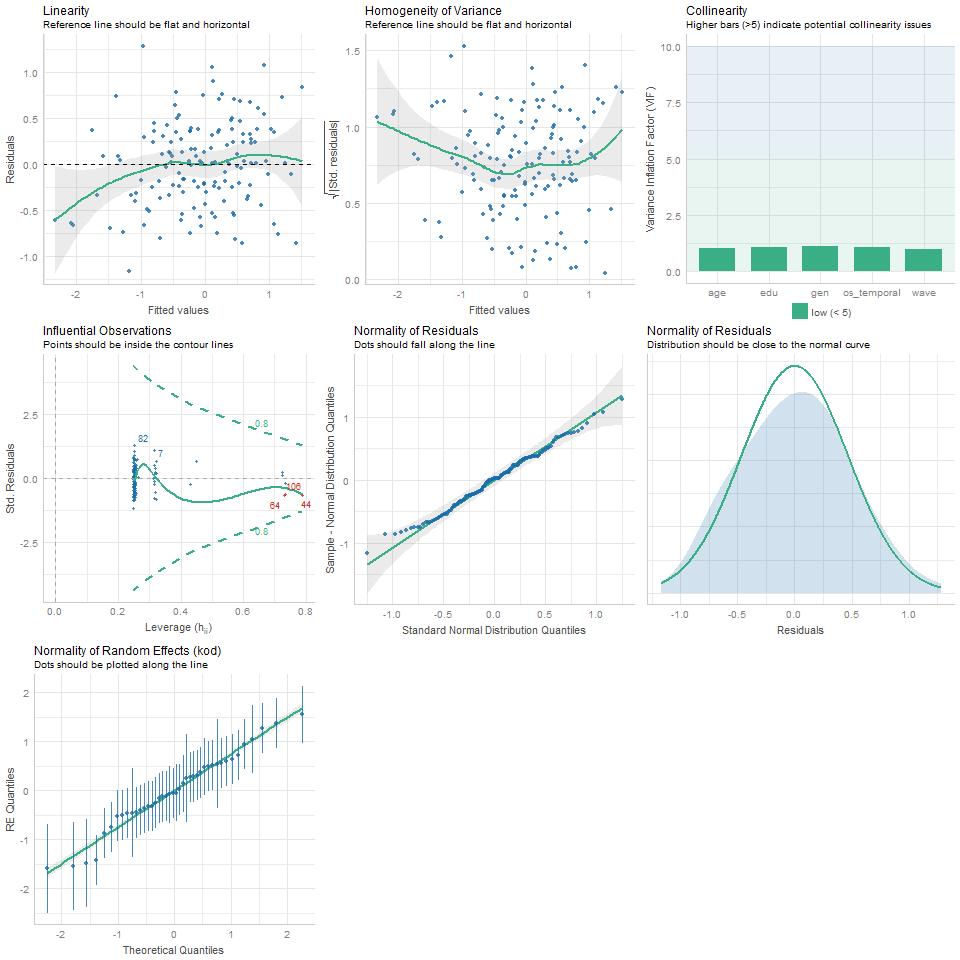 Linearity
Reference line should be flat and horizontal
Residuals
1.0
0.5
0.0
-0.5
-1.0
-2
-1
0
1
Fitted values
Homogeneity of Variance
Reference line should be flat and horizontal
√|Std. residuals|
1.5
1.0
0.5
0.0
-2
-1
0
1
Fitted values
Collinearity
Higher bars (>5) indicate potential collinearity issues
Variance Inflation Factor (VIF)
10.0
7.5
5.0
2.5
0.0
age
edu
gen
os_temporal
wave
low (< 5)
Influential Observations
Points should be inside the contour lines
Std. Residuals
2.5
0.0
-2.5
0.8
82
7
106
64
44
0.8
0.0
0.2
0.4
0.6
0.8
Leverage (hii)
Normality of Residuals
Dots should fall along the line
Sample - Normal Distribution Quantiles
1
0
-1
-1.0
-0.5
0.0
0.5
1.0
Standard Normal Distribution Quantiles
Normality of Residuals
Distribution should be close to the normal curve
-1.0
-0.5
0.0
0.5
1.0
Residuals
Normality of Random Effects (kod)
Dots should be plotted along the line
RE Quantiles
2
1
0
-1
-2
-2
-1
0
1
2
Theoretical Quantiles